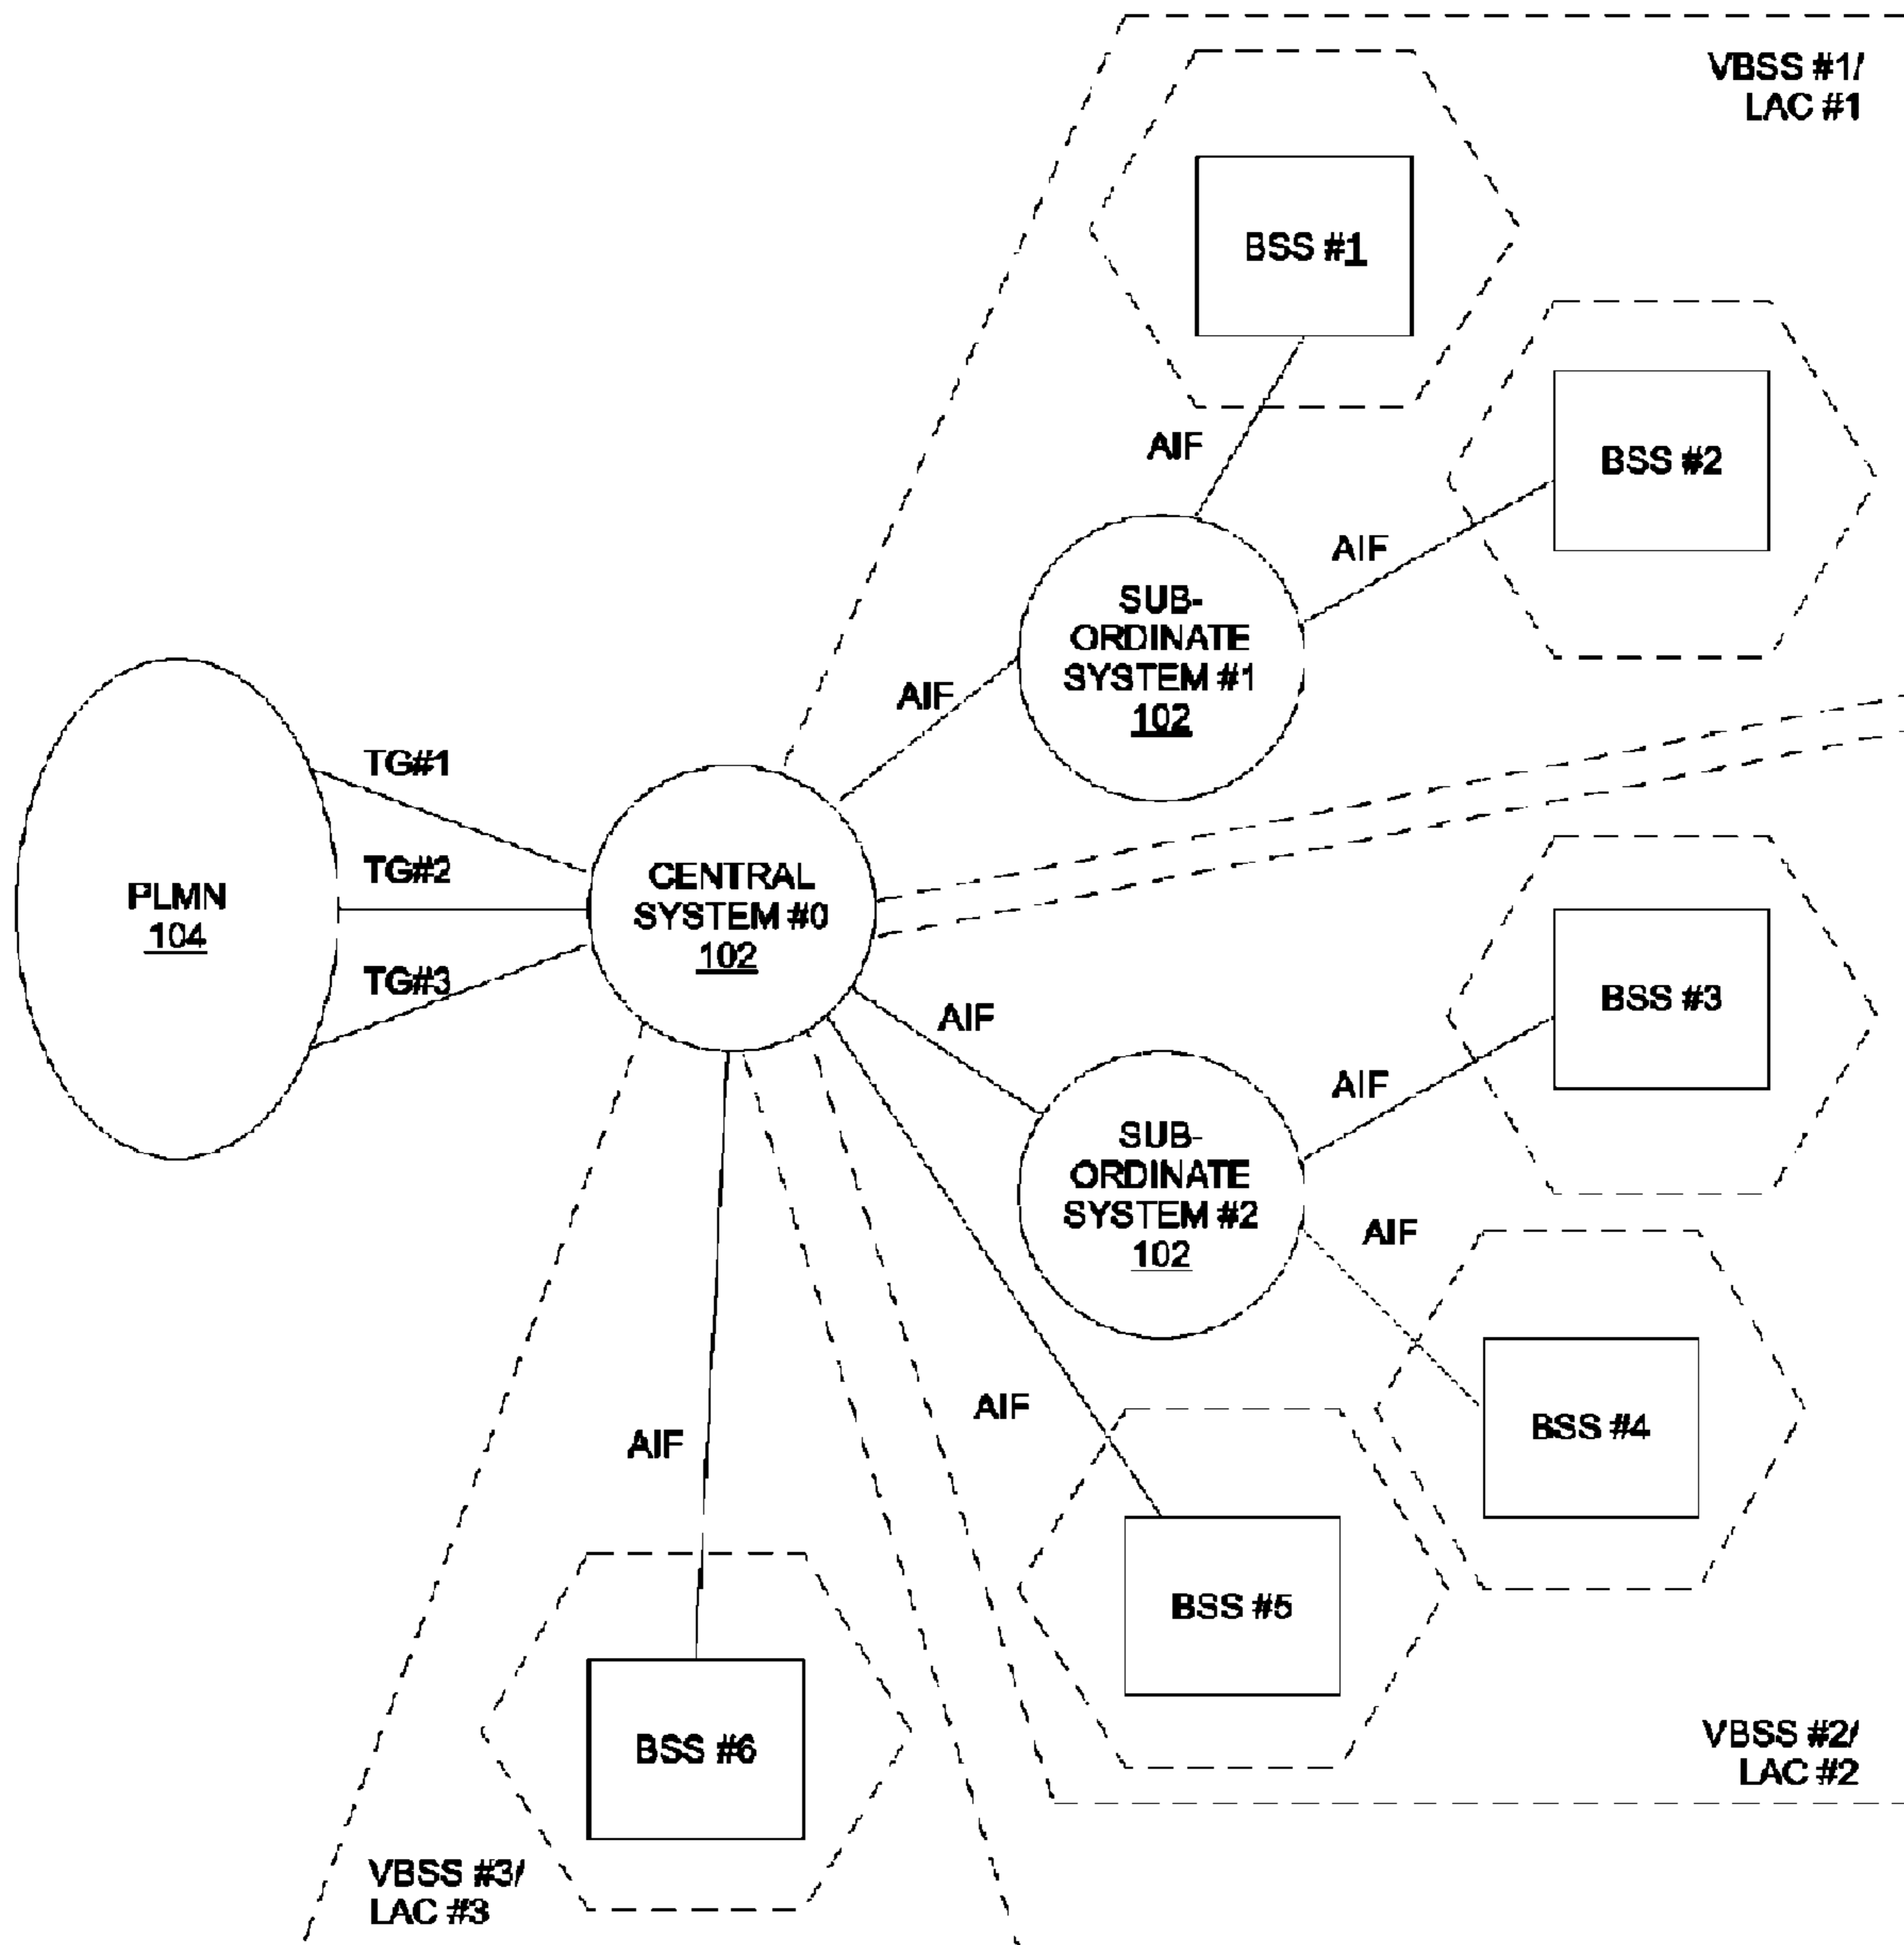 VBSS #1/
LAC #1
BSS #1
BSS #2
AIF
AIF
SUB-
ORDINATE
SYSTEM #1
102
AIF
TG#1
TG#2
TG#3
PLMN
104
CENTRAL
SYSTEM #0
102
BSS #3
AIF
AIF
SUB-
ORDINATE
SYSTEM #2
102
AIF
BSS #4
AIF
AIF
BSS #5
BSS #6
VBSS #2/
LAC #2
VBSS #3/
LAC #3